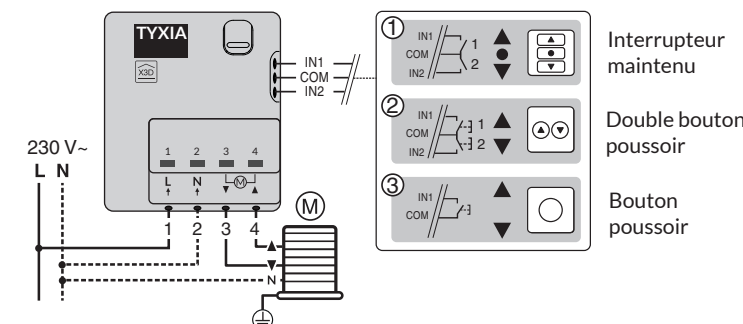 TYXIA
X3D
IN1
COM
IN2
230 V~
L N
1 2 3 4
L N M
1 2 3 4
M
N
1
IN1
COM
IN2
1
2
Interrupteur
maintenu
2
IN1
COM
IN2
1
2
Double bouton
poussoir
3
IN1
COM
Bouton
poussoir